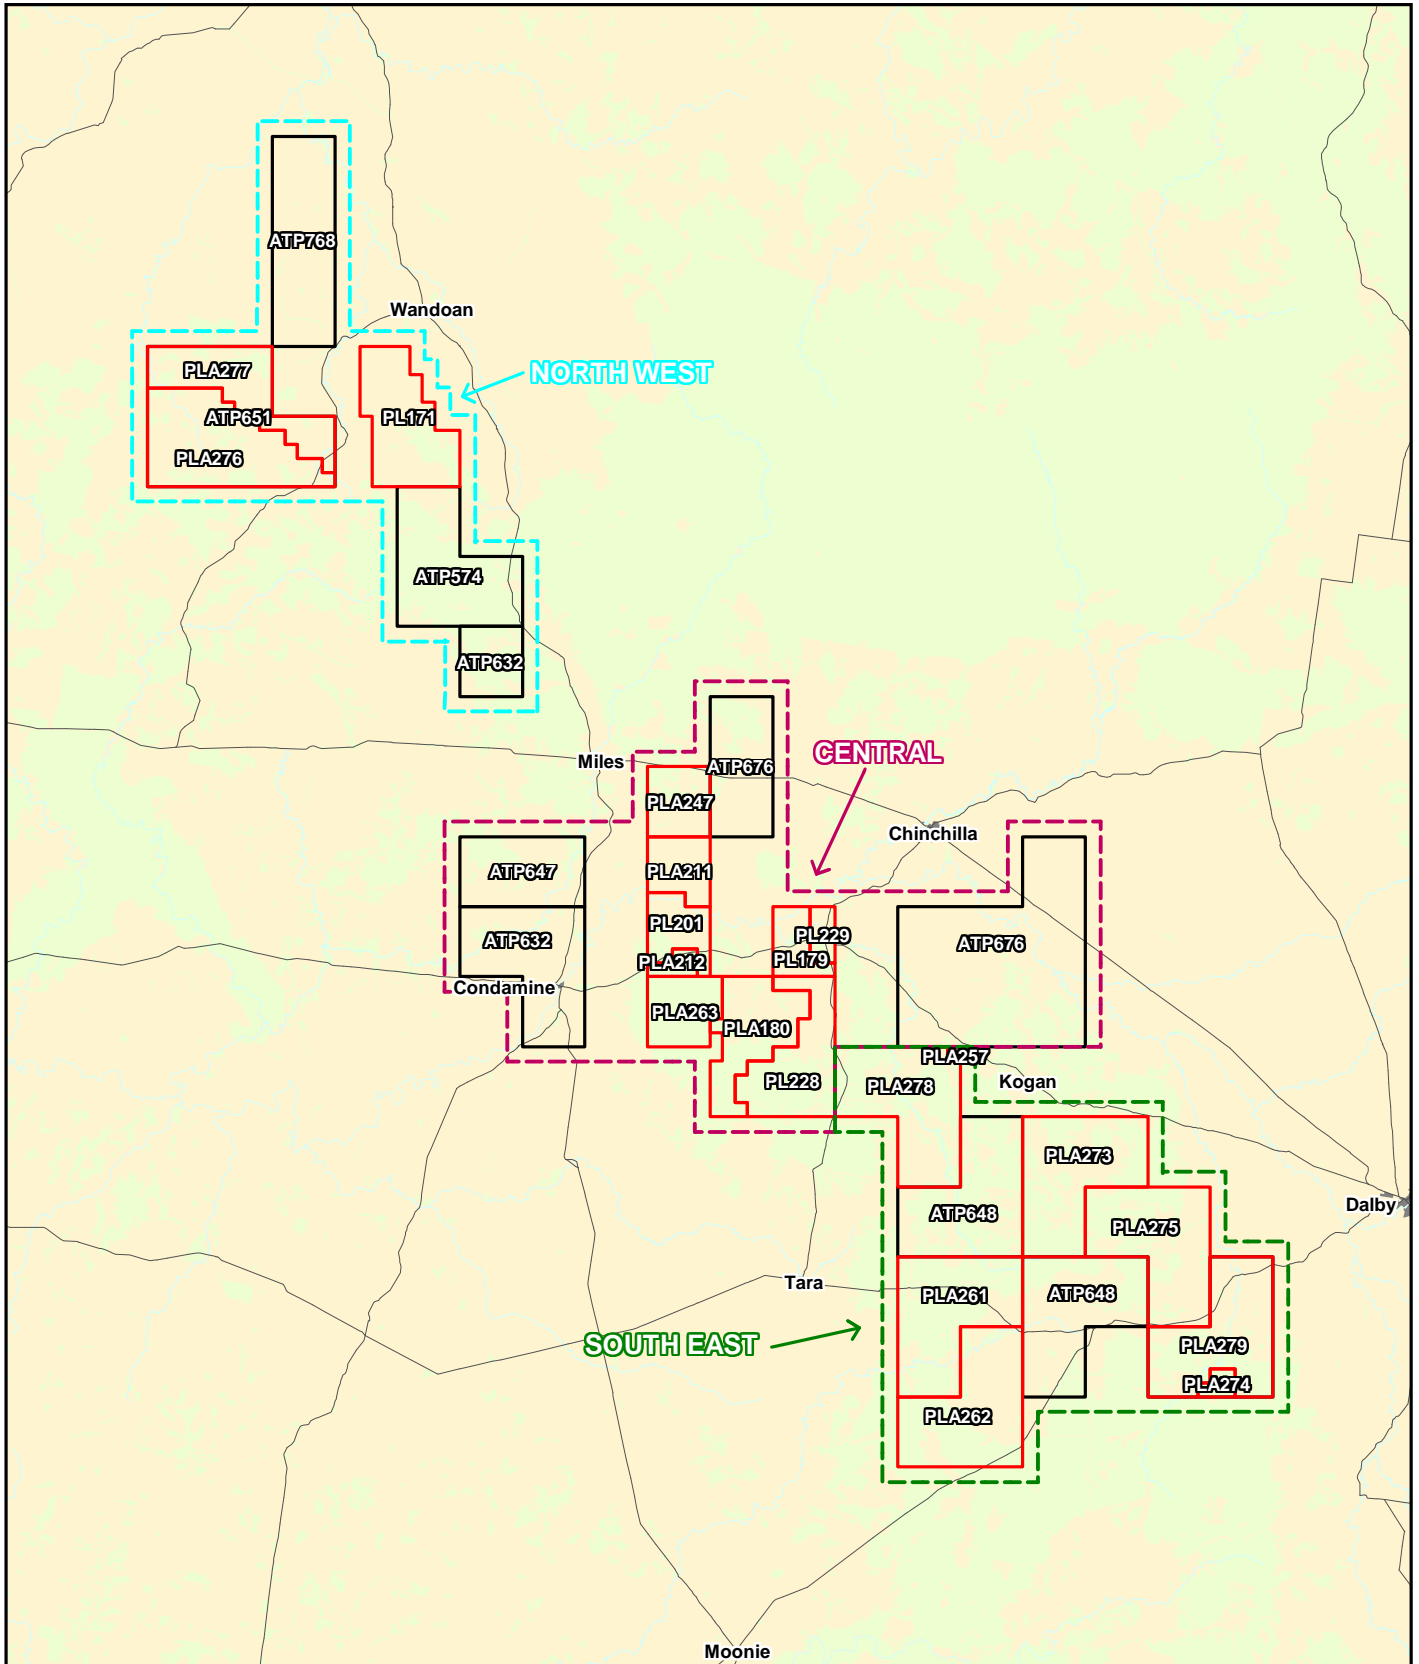 ATP768
Wandoan
PLA277
NORTH WEST
ATP651
PL171
PLA276
ATP574
ATP632
CENTRAL
Miles
ATP676
PLA247
Chinchilla
ATP647
PLA211
PL201
ATP632
PL229
ATP676
PLA212
PL179
Condamine
PLA263
PLA180
PLA257
PL228
PLA278
Kogan
PLA273
Dalby
ATP648
PLA275
Tara
PLA261
ATP648
SOUTH EAST
PLA279
PLA274
PLA262
Moonie